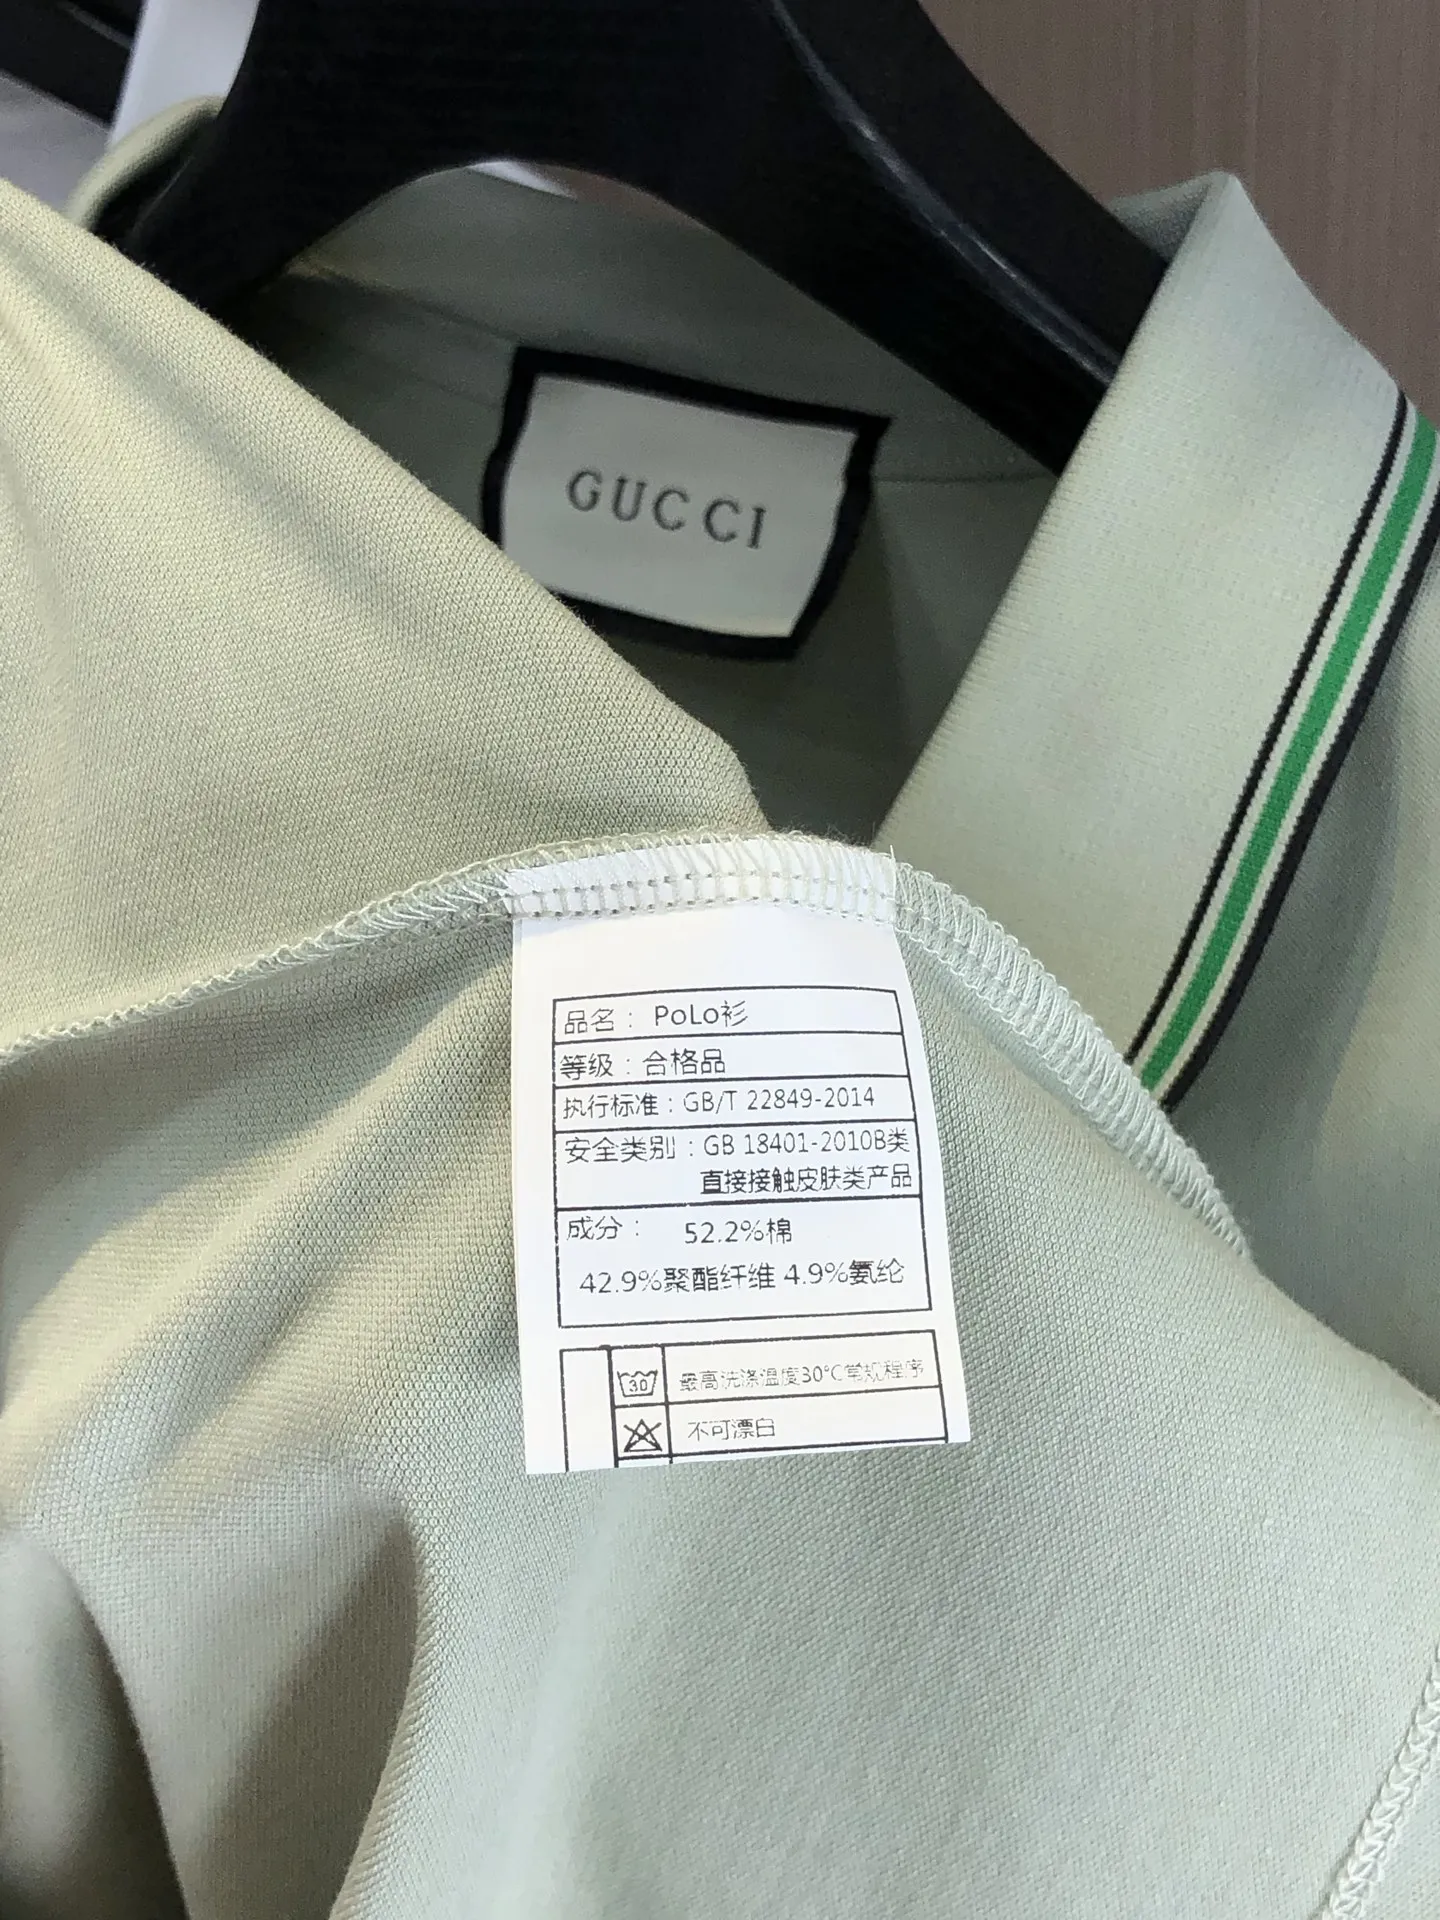 GUCCI
品名： PoLo衫
等级：合格品
执行标准：GB/T 22849-2014
安全类别：GB 18401-2010B类
直接接触皮肤类产品
成分： 52.2%棉
42.9%聚酯纤维 4.9%氨纶
30 最高洗涤温度30°C常规程序
不可漂白